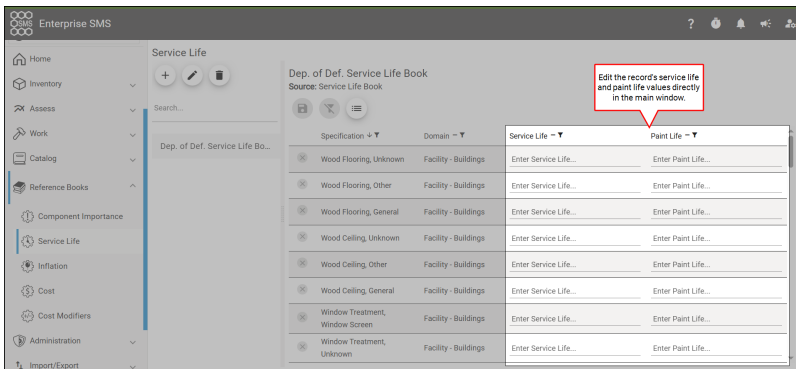 SMS
Enterprise SMS
?
Home
Inventory
Assess
Work
Catalog
Reference Books
Component Importance
Service Life
Inflation
Cost
Cost Modifiers
Administration
Import/Export
Service Life
Search...
Dep. of Def. Service Life Bo...
Dep. of Def. Service Life Book
Source: Service Life Book
Edit the record's service life
and paint life values directly
in the main window.
Specification Domain Service Life Paint Life
Wood Flooring, Unknown Facility - Buildings Enter Service Life... Enter Paint Life...
Wood Flooring, Other Facility - Buildings Enter Service Life... Enter Paint Life...
Wood Flooring, General Facility - Buildings Enter Service Life... Enter Paint Life...
Wood Ceiling, Unknown Facility - Buildings Enter Service Life... Enter Paint Life...
Wood Ceiling, Other Facility - Buildings Enter Service Life... Enter Paint Life...
Wood Ceiling, General Facility - Buildings Enter Service Life... Enter Paint Life...
Window Treatment,
Window Screen Facility - Buildings Enter Service Life... Enter Paint Life...
Window Treatment,
Unknown Facility - Buildings Enter Service Life... Enter Paint Life...